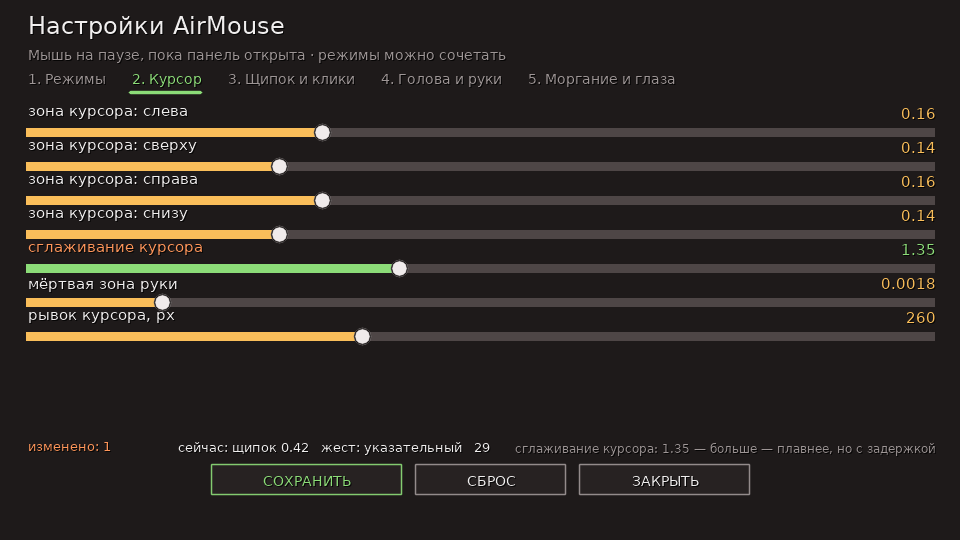 Настройки AirMouse
Мышь на паузе, пока панель открыта · режимы можно сочетать
1. Режимы 2. Курсор 3. Щипок и клики 4. Голова и руки 5. Моргание и глаза
зона курсора: слева 0.16
зона курсора: сверху 0.14
зона курсора: справа 0.16
зона курсора: снизу 0.14
сглаживание курсора 1.35
мёртвая зона руки 0.0018
рывок курсора, px 260
изменено: 1 сейчас: щипок 0.42 жест: указательный 29 сглаживание курсора: 1.35 — больше — плавнее, но с задержкой
СОХРАНИТЬ СБРОС ЗАКРЫТЬ